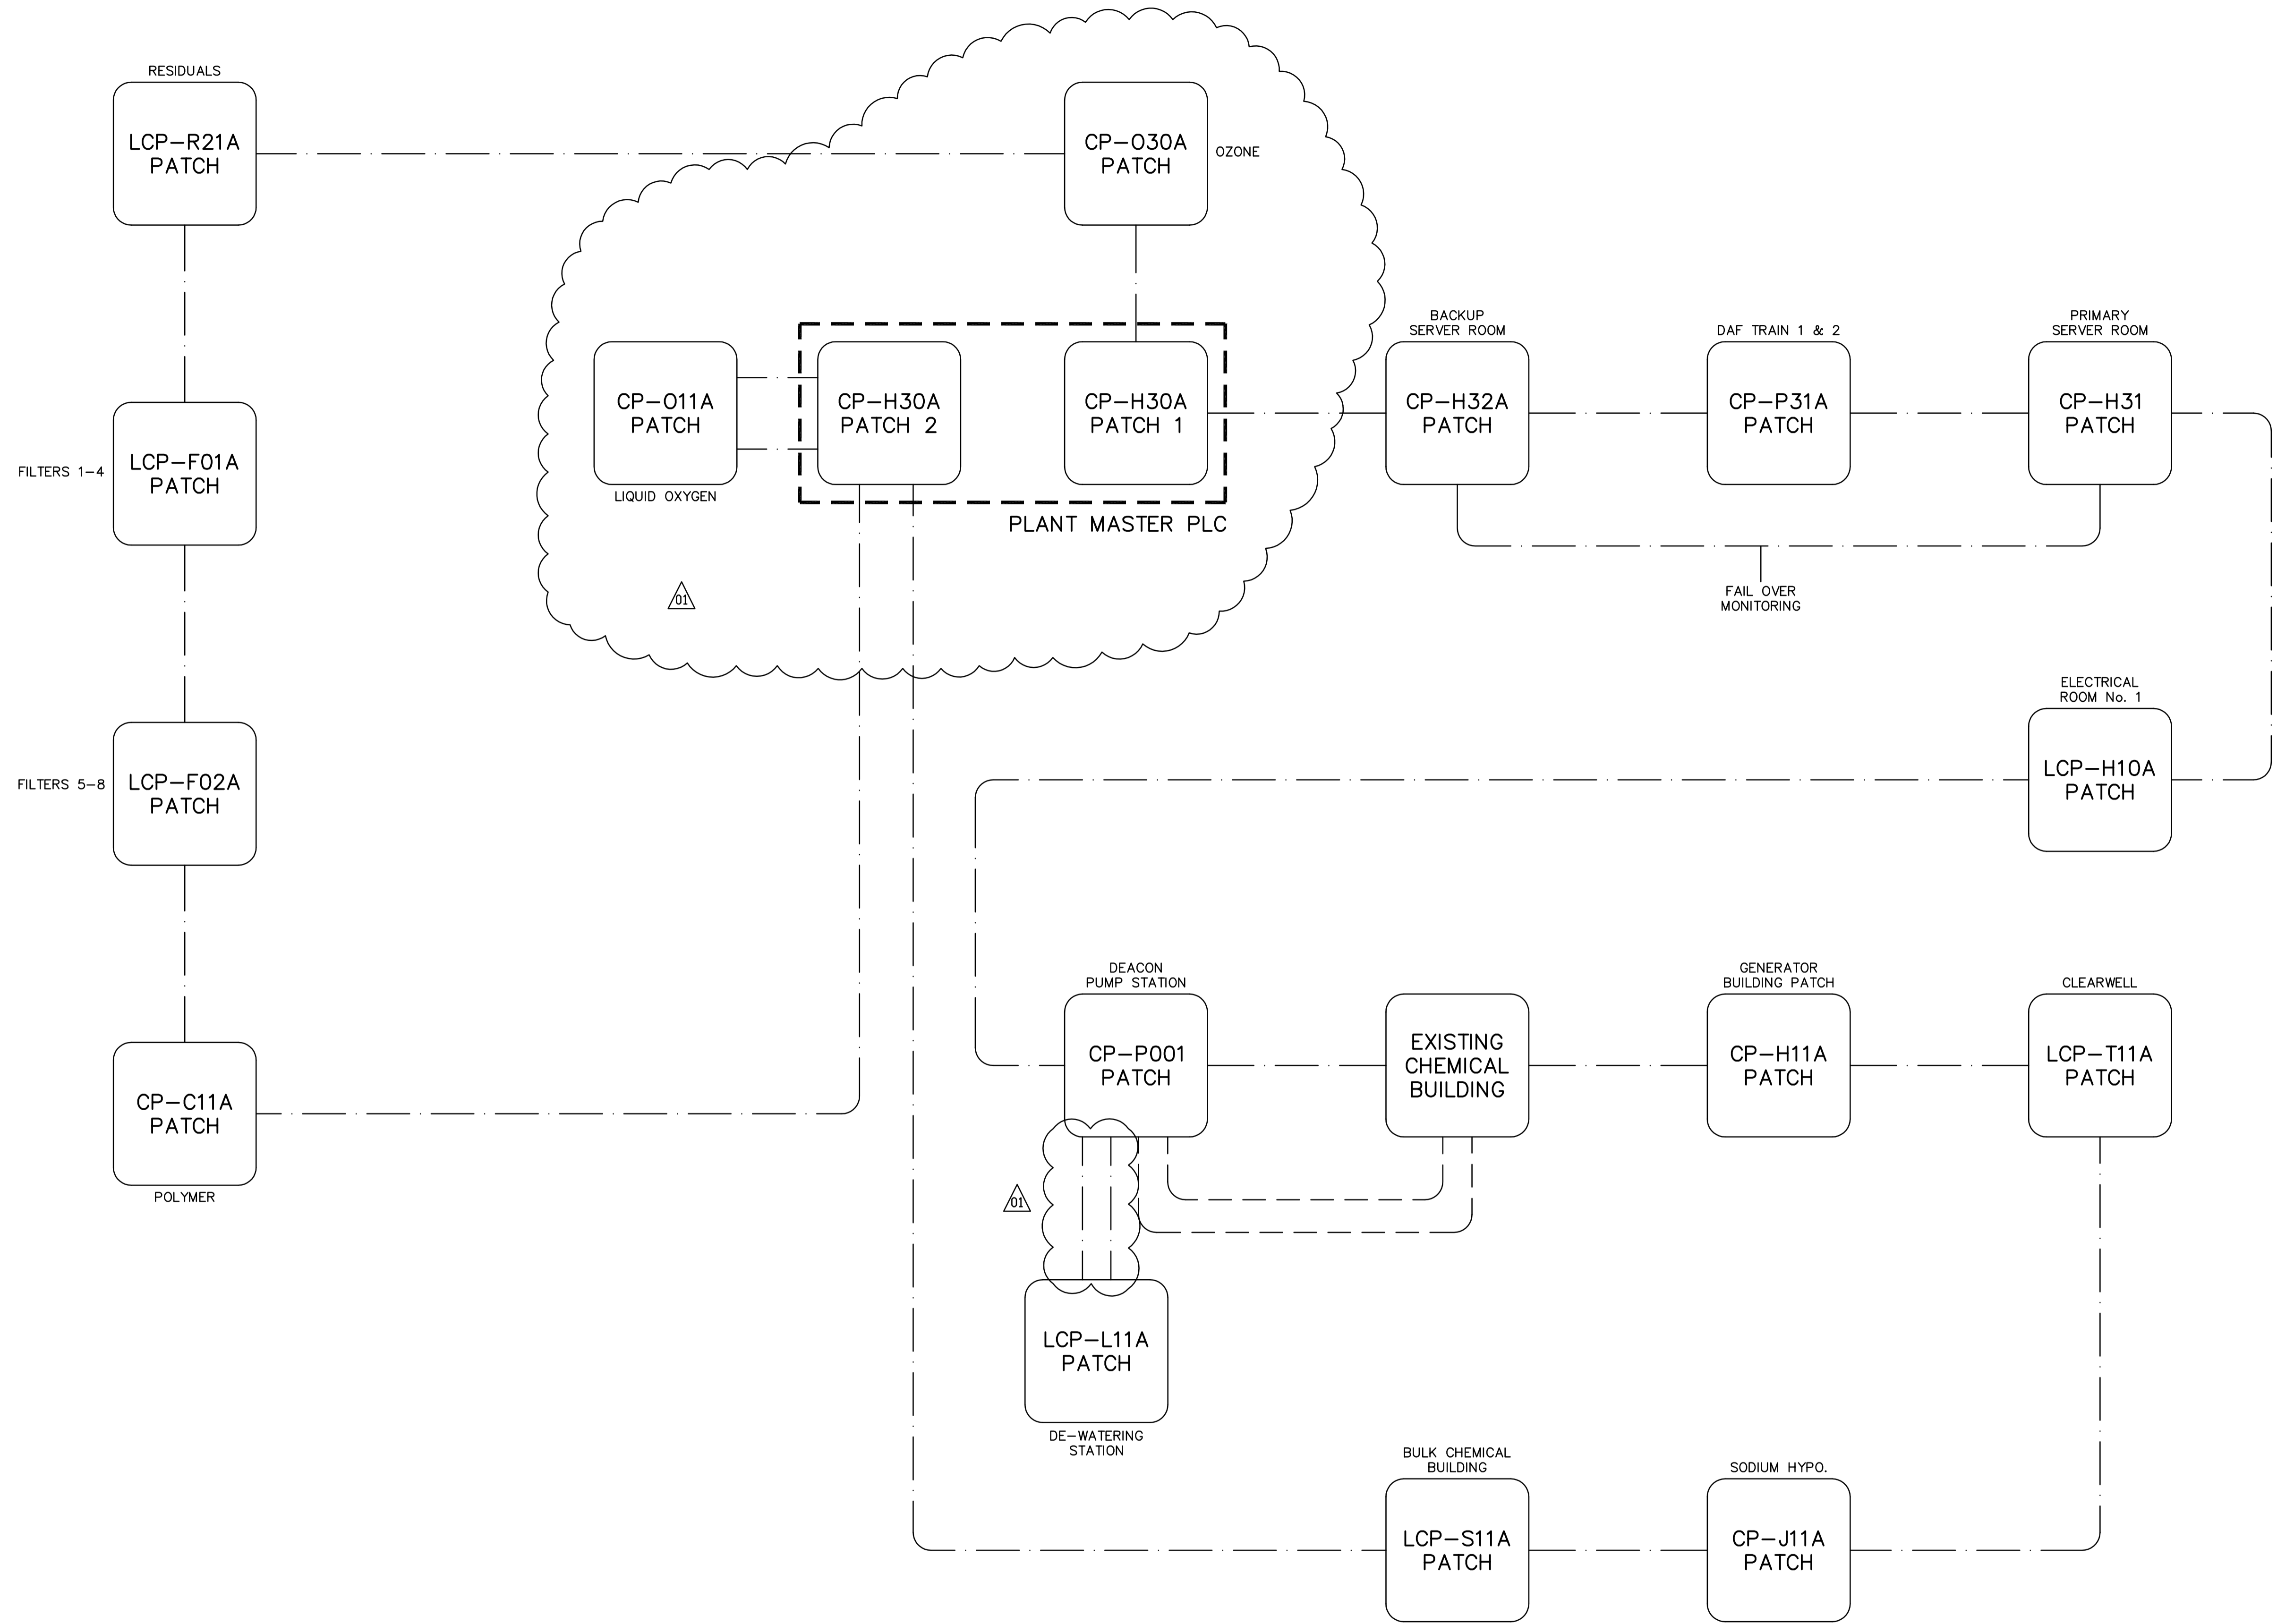 RESIDUALS
LCP-R21A
PATCH
CP-O30A
PATCH
OZONE
BACKUP
SERVER ROOM
DAF TRAIN 1 & 2
PRIMARY
SERVER ROOM
CP-O11A
PATCH
LIQUID OXYGEN
CP-H30A
PATCH 2
CP-H30A
PATCH 1
PLANT MASTER PLC
CP-H32A
PATCH
CP-P31A
PATCH
CP-H31
PATCH
FILTERS 1-4
LCP-F01A
PATCH
01
FAIL OVER
MONITORING
ELECTRICAL
ROOM No. 1
LCP-H10A
PATCH
FILTERS 5-8
LCP-F02A
PATCH
DEACON
PUMP STATION
CP-P001
PATCH
EXISTING
CHEMICAL
BUILDING
GENERATOR
BUILDING PATCH
CP-H11A
PATCH
CLEARWELL
LCP-T11A
PATCH
CP-C11A
PATCH
POLYMER
01
LCP-L11A
PATCH
DE-WATERING
STATION
BULK CHEMICAL
BUILDING
LCP-S11A
PATCH
SODIUM HYPO.
CP-J11A
PATCH